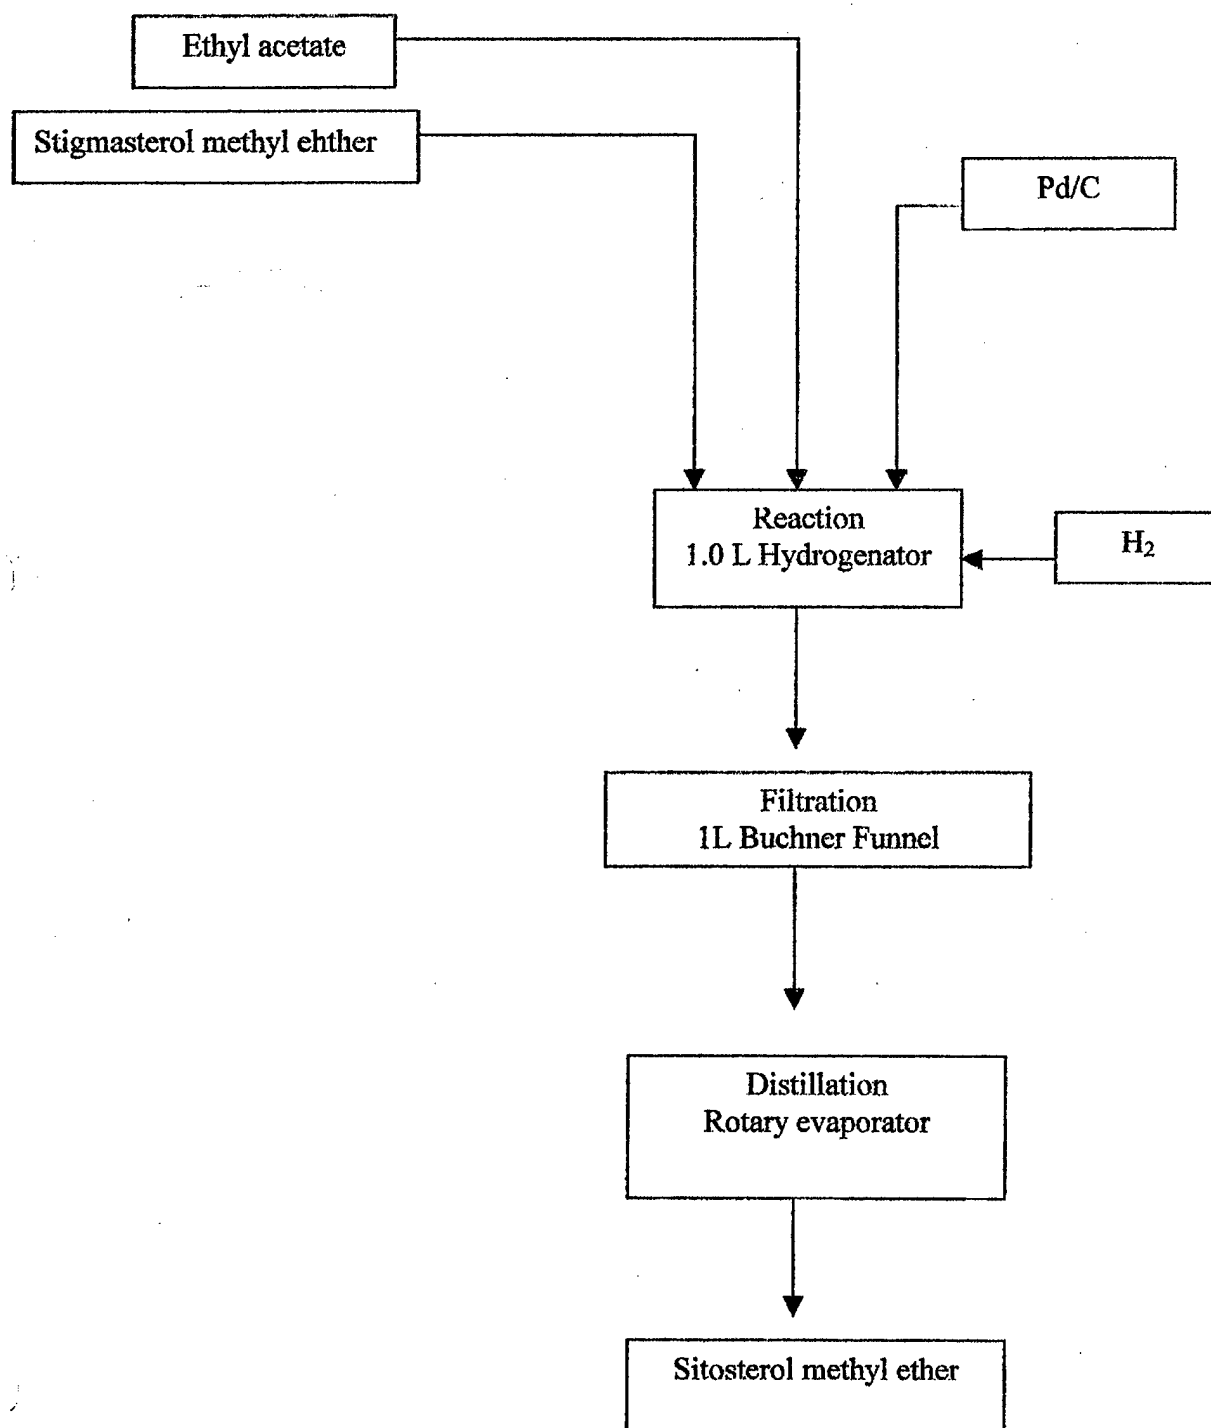 Ethyl acetate
Stigmasterol methyl ehther
Pd/C
Reaction
1.0 L Hydrogenator
H₂
Filtration
1L Buchner Funnel
Distillation
Rotary evaporator
Sitosterol methyl ether